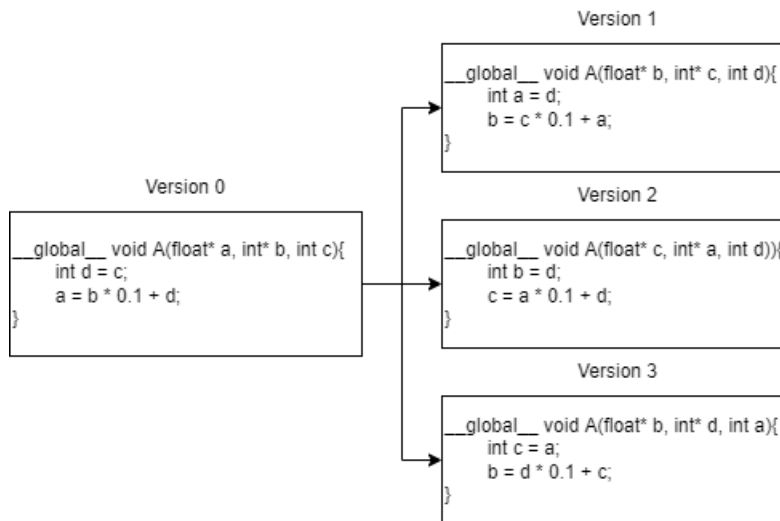 Version 0
__global__ void A(float* a, int* b, int c){
int d = c;
a = b * 0.1 + d;
}
Version 1
__global__ void A(float* b, int* c, int d){
int a = d;
b = c * 0.1 + a;
}
Version 2
__global__ void A(float* c, int* a, int d)){
int b = d;
c = a * 0.1 + d;
}
Version 3
__global__ void A(float* b, int* d, int a){
int c = a;
b = d * 0.1 + c;
}